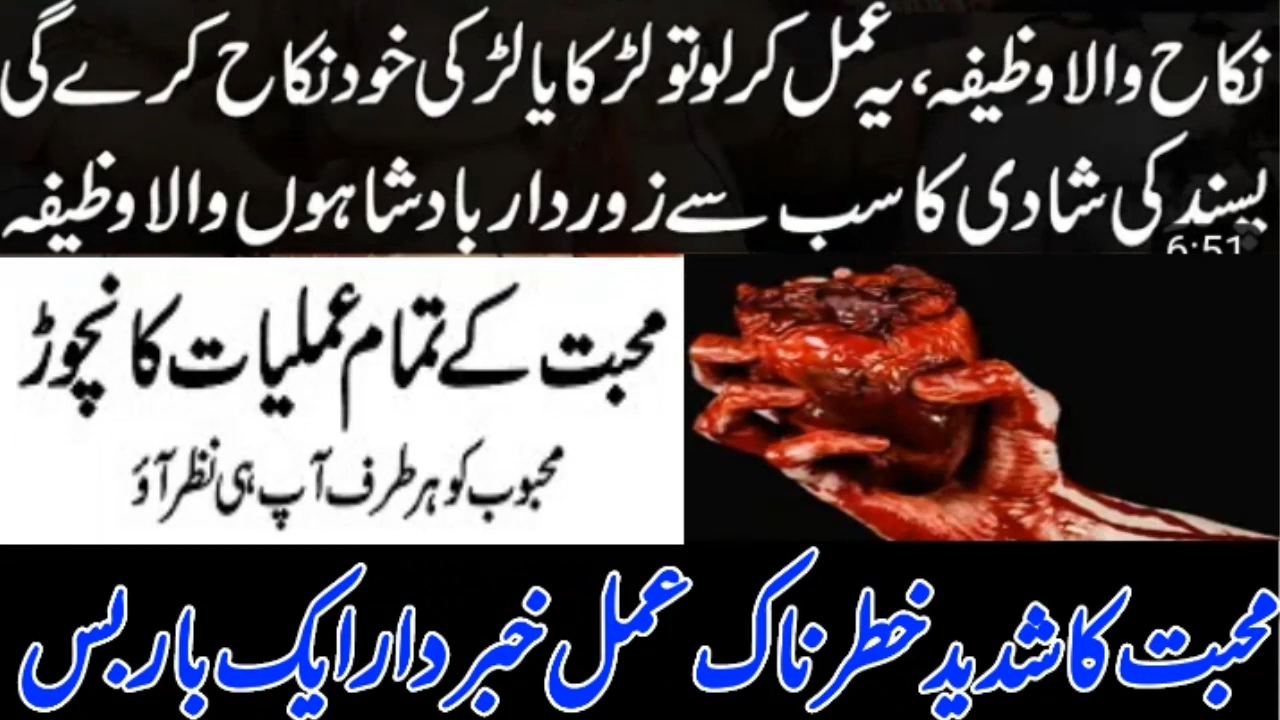 نکاح والا وظیفہ، یہ عمل کرلو تو لڑکا یا لڑکی خود نکاح کرے گی
پسند کی شادی کا سب سے زوردار بادشاہوں والا وظیفہ
6:51
محبت کے تمام عملیات کا نچوڑ
محبوب کو ہر طرف آپ ہی نظر آؤ
محبت کا شدید خطرناک عمل خبردار ایک بار بس